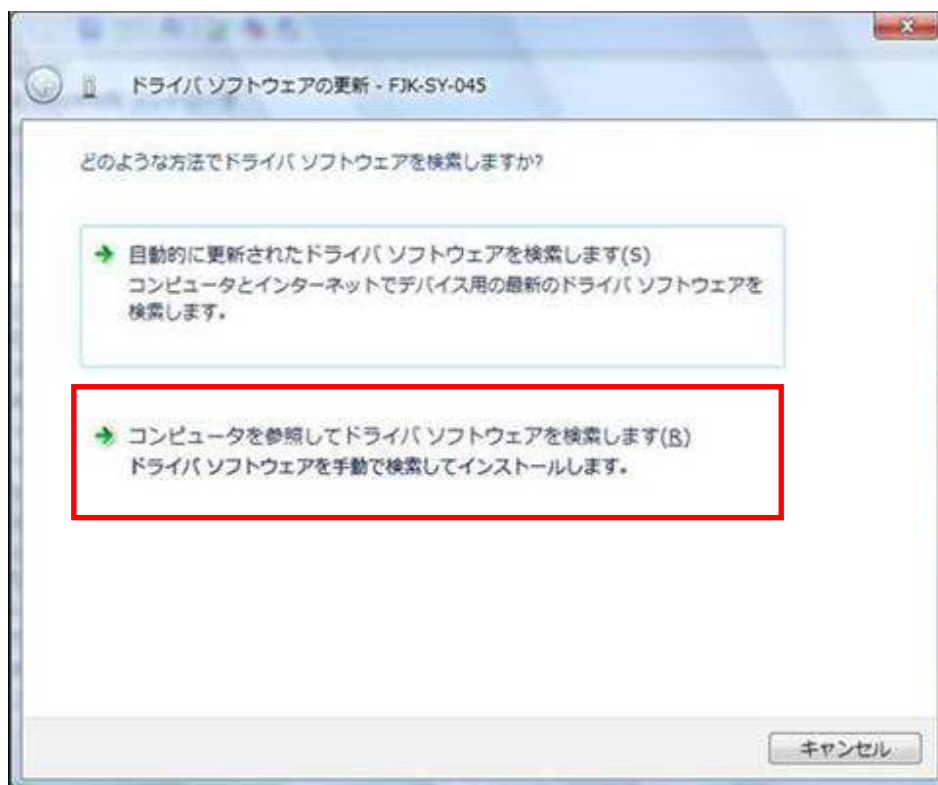 ドライバ ソフトウェアの更新 - FJK-SY-045
どのような方法でドライバ ソフトウェアを検索しますか?
自動的に更新されたドライバ ソフトウェアを検索します(S)
コンピュータとインターネットでデバイス用の最新のドライバ ソフトウェアを
検索します。
コンピュータを参照してドライバ ソフトウェアを検索します(R)
ドライバ ソフトウェアを手動で検索してインストールします。
キャンセル